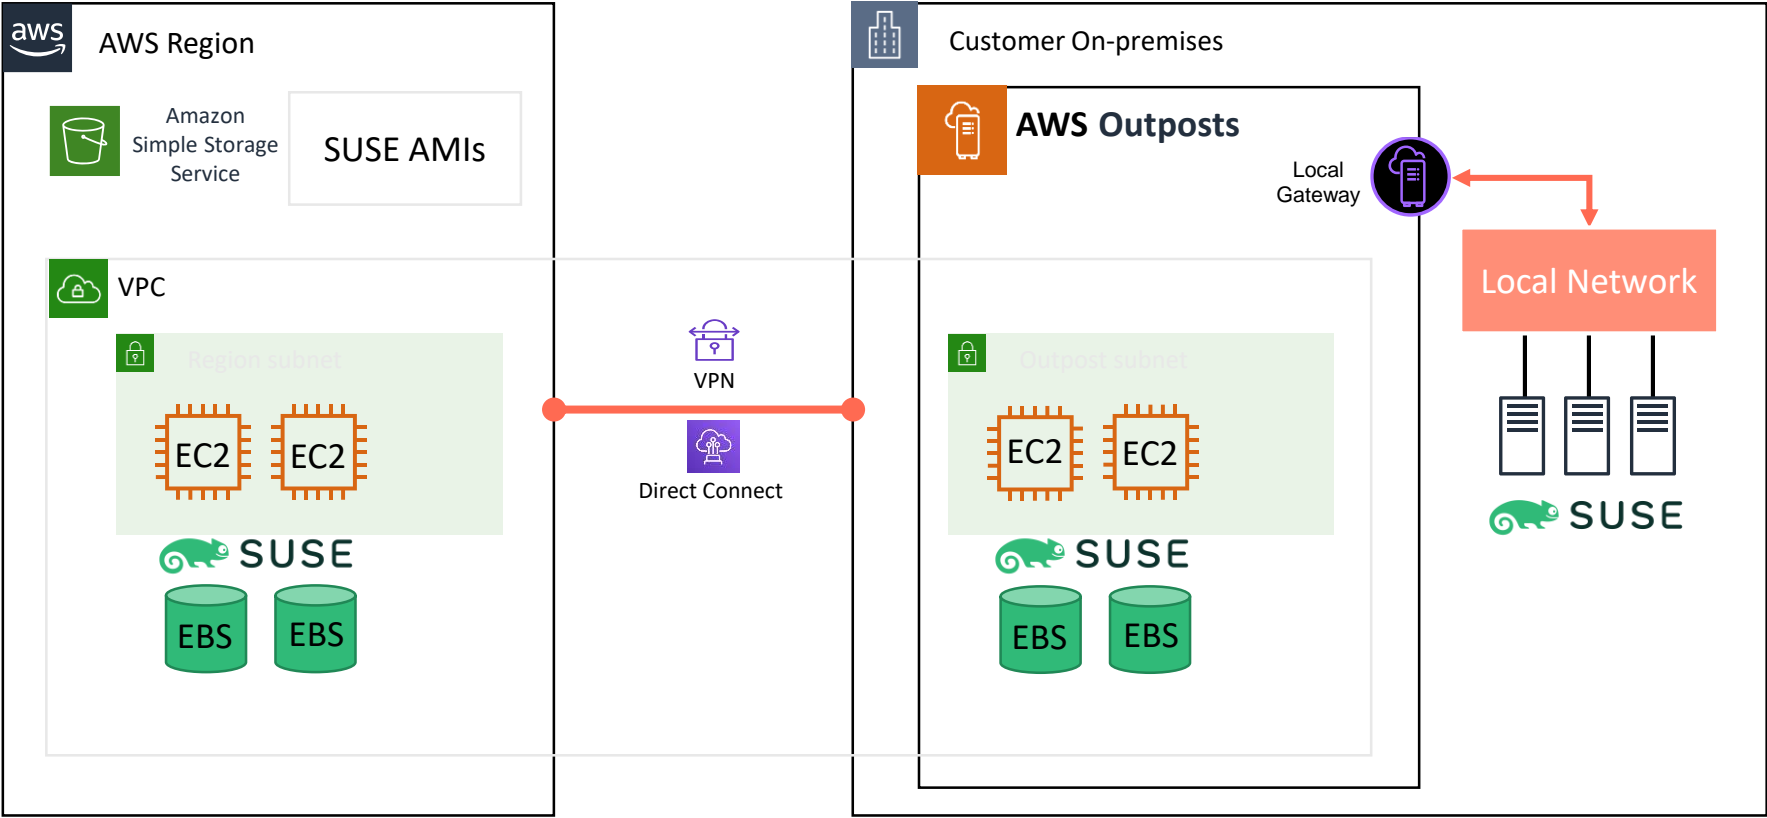 aws
AWS Region
Amazon
Simple Storage
Service
SUSE AMIs
VPC
Region subnet
EC2
EC2
SUSE
EBS
EBS
VPN
Direct Connect
Customer On-premises
AWS Outposts
Local
Gateway
Outpost subnet
EC2
EC2
SUSE
EBS
EBS
Local Network
SUSE